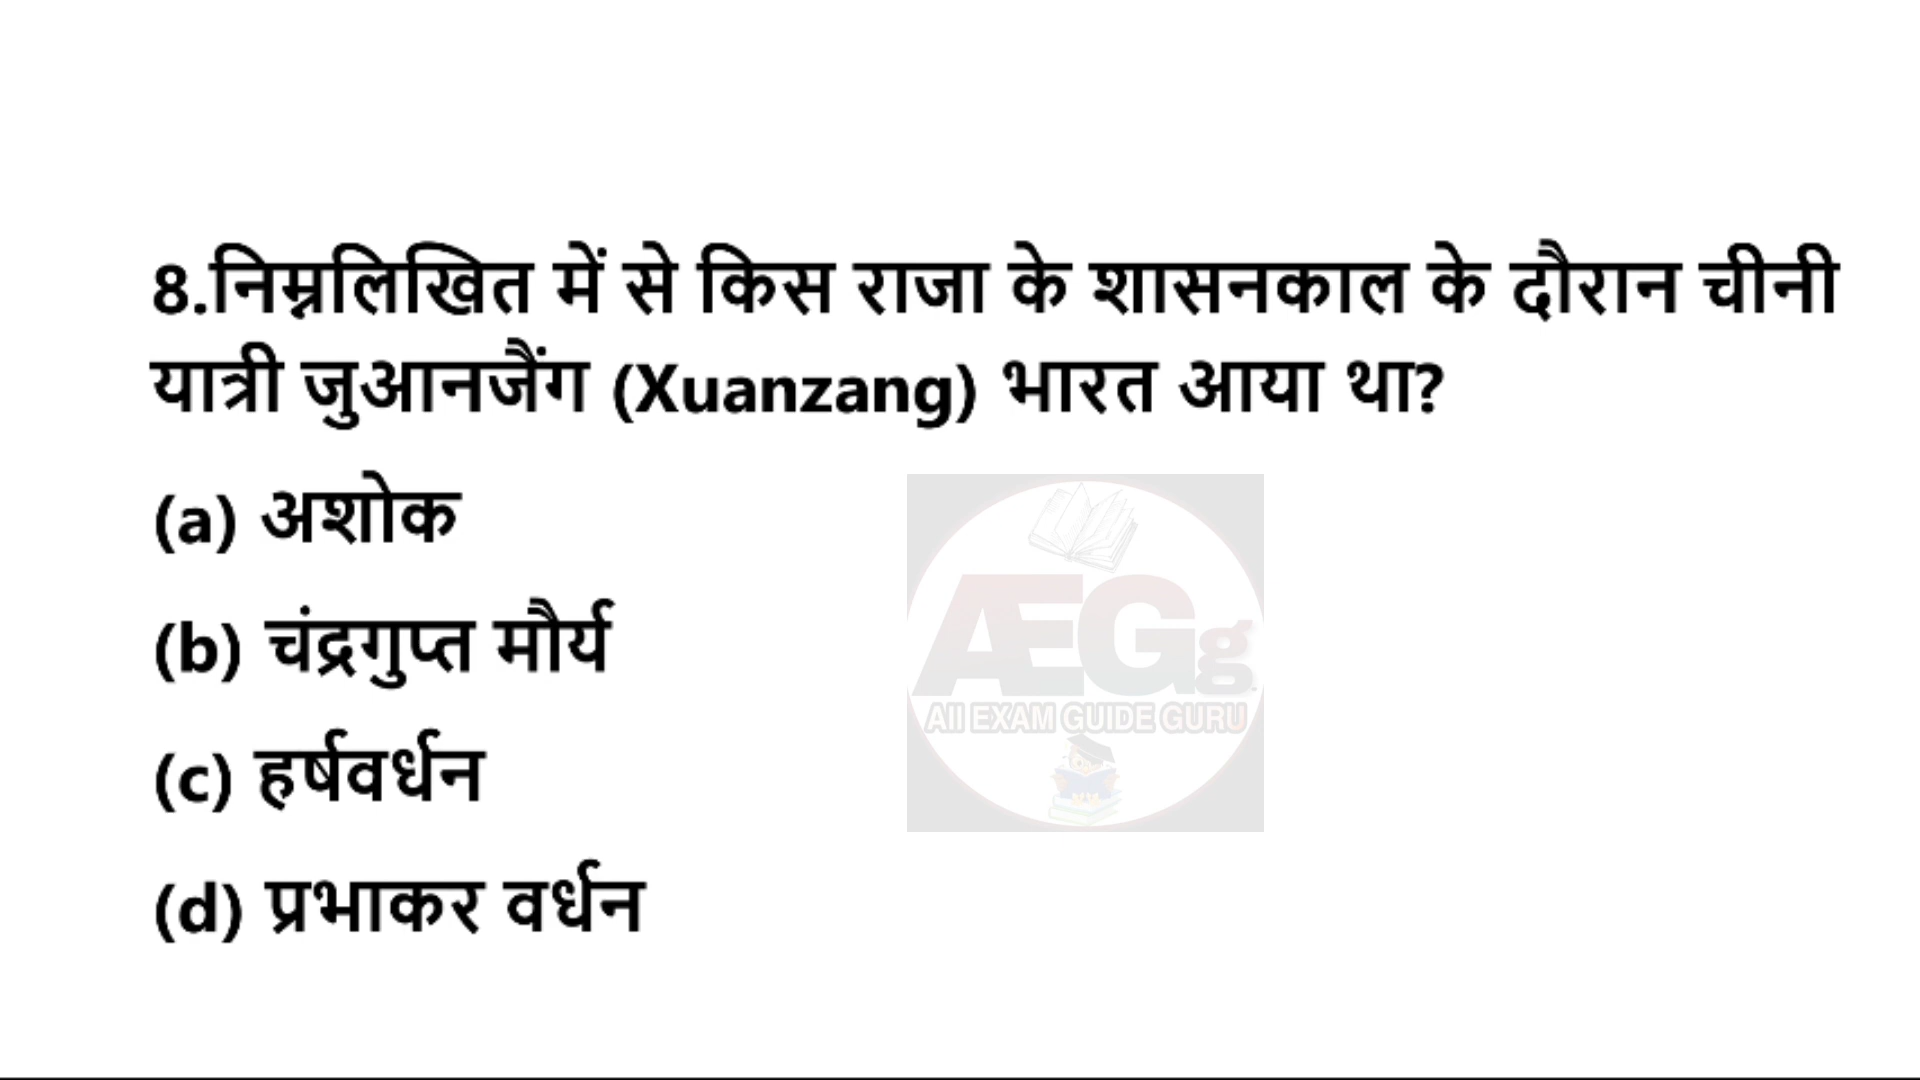 8.निम्नलिखित में से किस राजा के शासनकाल के दौरान चीनी
यात्री जुआनजैंग (Xuanzang) भारत आया था?
(a) अशोक
(b) चंद्रगुप्त मौर्य
(c) हर्षवर्धन
(d) प्रभाकर वर्धन
ÆGg
All EXAM GUIDE GURU